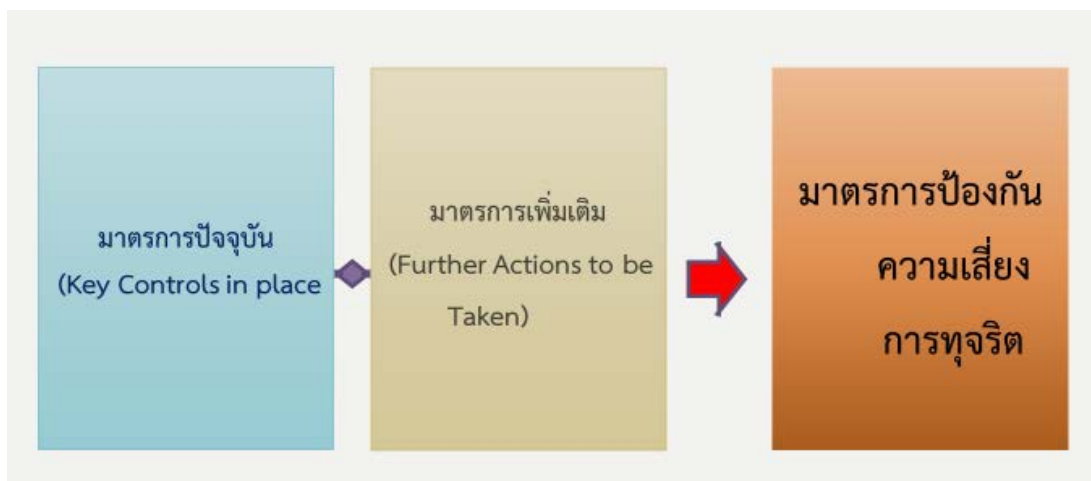 มาตรการปัจจุบัน
(Key Controls in place
มาตรการเพิ่มเติม
(Further Actions to be
Taken)
มาตรการป้องกัน
ความเสี่ยง
การทุจริต